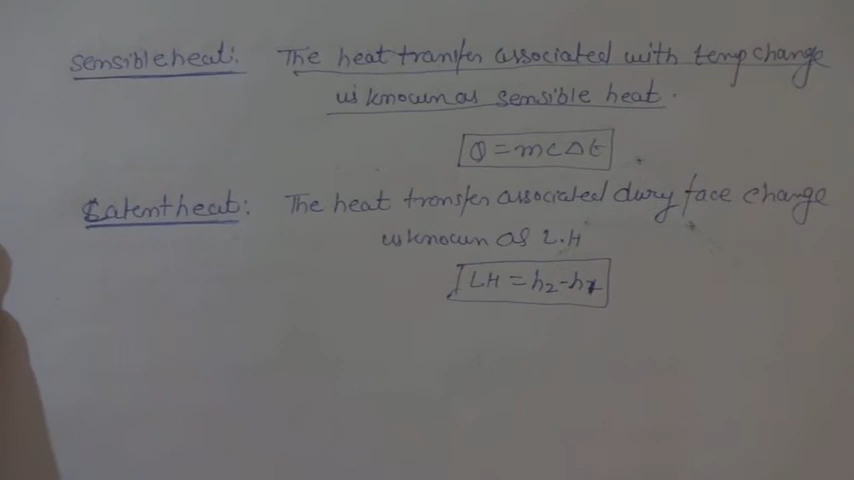 sensible heat: The heat transfer associated with temp change
is known as sensible heat.
Q = mcΔt
Latent heat: The heat transfer associated durg face change
is known as L.H
LH = h2-h1